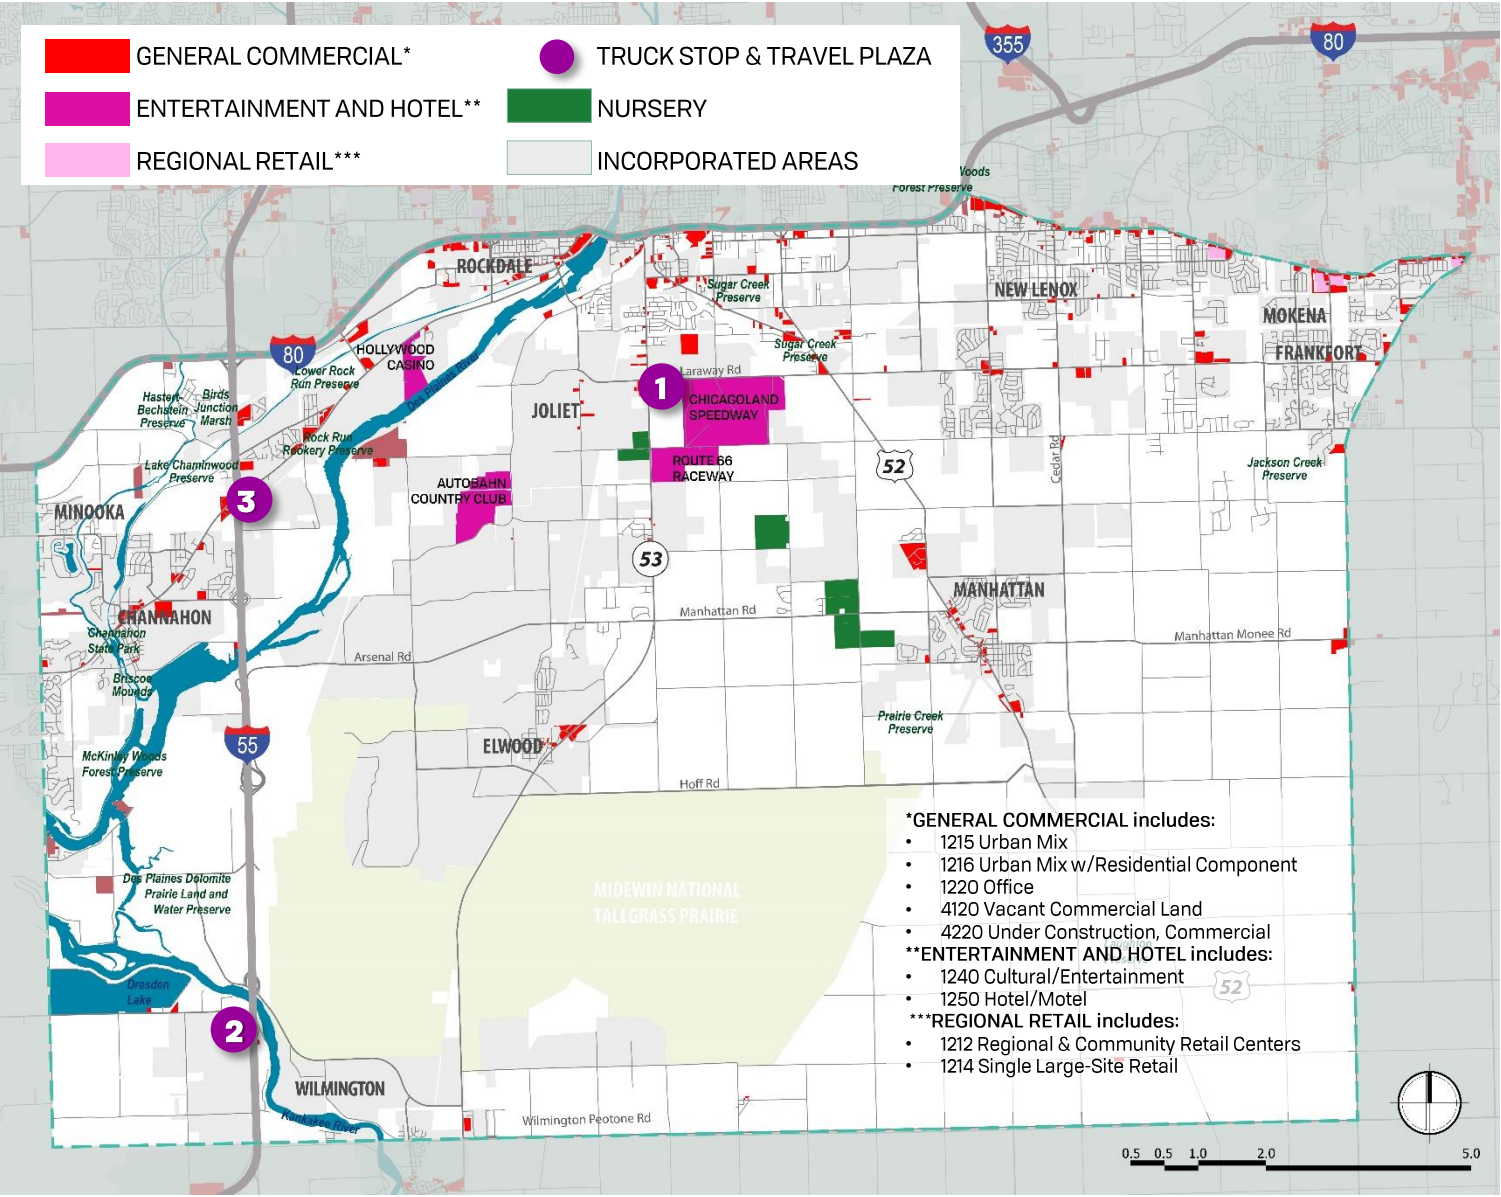 GENERAL COMMERCIAL*
TRUCK STOP & TRAVEL PLAZA
ENTERTAINMENT AND HOTEL**
NURSERY
REGIONAL RETAIL***
INCORPORATED AREAS
355
80
Woods
Forest Preserve
ROCKDALE
Sugar Creek
Preserve
NEW LENOX
MOKENA
FRANKFORT
80
HOLLYWOOD
CASINO
Des Plaines River
Sugar Creek
Preserve
Lower Rock
Run Preserve
Laraway Rd
1
CHICAGOLAND
SPEEDWAY
Hastert-
Bechstein
Preserve
Birds
Junction
Marsh
JOLIET
Rock Run
Rookery Preserve
Lake Chaminwood
Preserve
ROUTE 66
RACEWAY
52
Cedar Rd
Jackson Creek
Preserve
AUTOBAHN
COUNTRY CLUB
3
MINOOKA
53
MANHATTAN
CHANNAHON
Manhattan Rd
Channahon
State Park
Manhattan Monee Rd
Arsenal Rd
Briscoe
Mounds
Prairie Creek
Preserve
55
ELWOOD
McKinley Woods
Forest Preserve
Hoff Rd
*GENERAL COMMERCIAL includes:
• 1215 Urban Mix
• 1216 Urban Mix w/Residential Component
• 1220 Office
• 4120 Vacant Commercial Land
• 4220 Under Construction, Commercial
**ENTERTAINMENT AND HOTEL includes:
• 1240 Cultural/Entertainment
• 1250 Hotel/Motel
***REGIONAL RETAIL includes:
• 1212 Regional & Community Retail Centers
• 1214 Single Large-Site Retail
52
Des Plaines Dolomite
Prairie Land and
Water Preserve
MIDEWIN NATIONAL
TALLGRASS PRAIRIE
Dresden
Lake
2
WILMINGTON
Kankakee River
Wilmington Peotone Rd
0.5 0.5 1.0 2.0 5.0